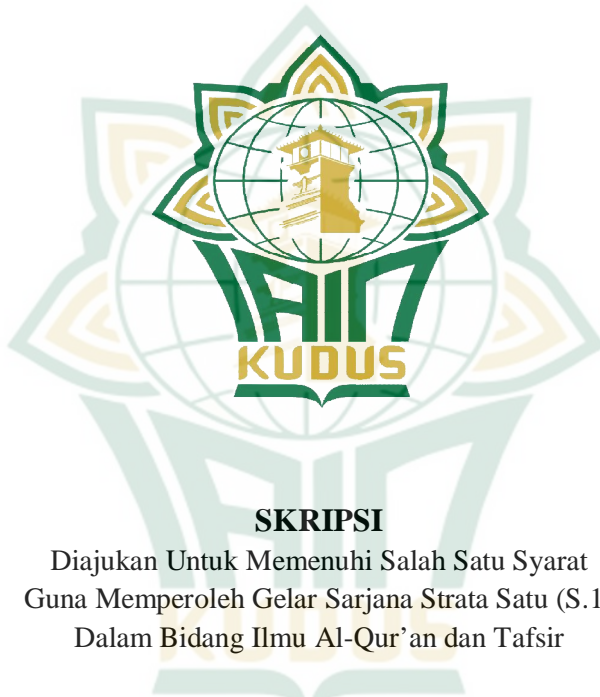 IAIN
KUDUS
SKRIPSI
Diajukan Untuk Memenuhi Salah Satu Syarat
Guna Memperoleh Gelar Sarjana Strata Satu (S.1
Dalam Bidang Ilmu Al-Qur’an dan Tafsir